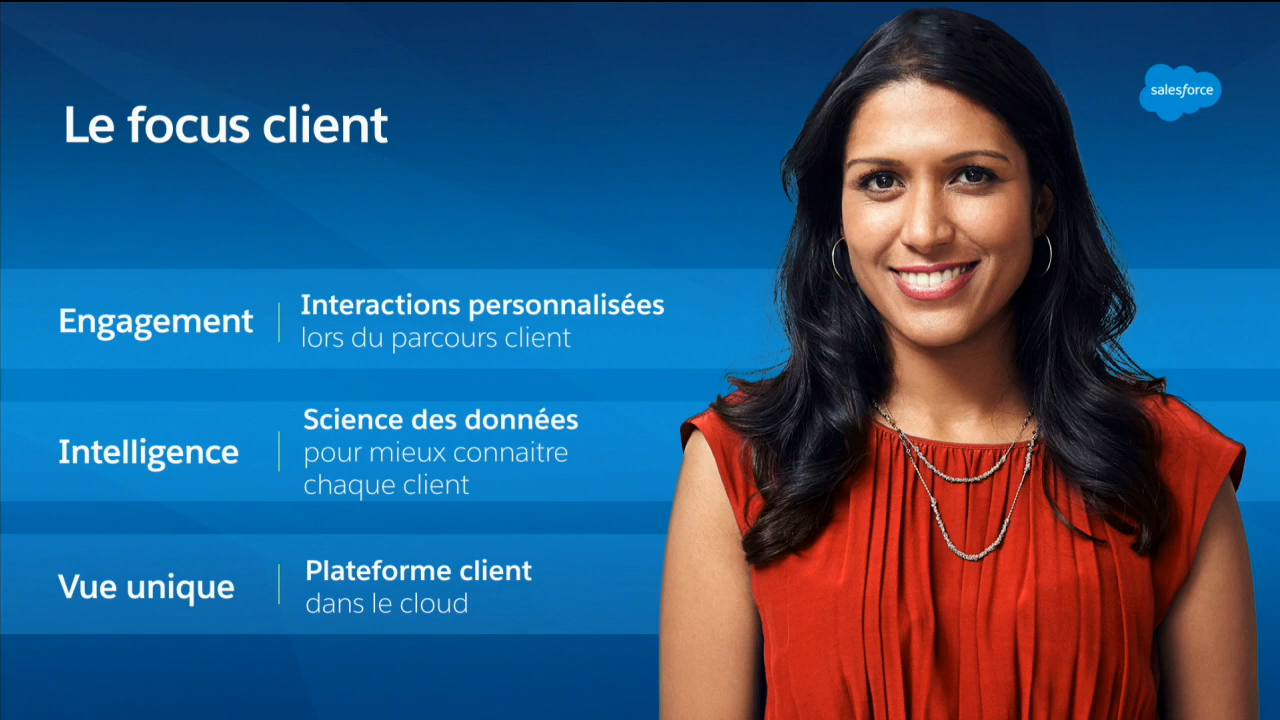 Le focus client
salesforce
Engagement
Interactions personnalisées
lors du parcours client
Intelligence
Science des données
pour mieux connaitre
chaque client
Vue unique
Plateforme client
dans le cloud